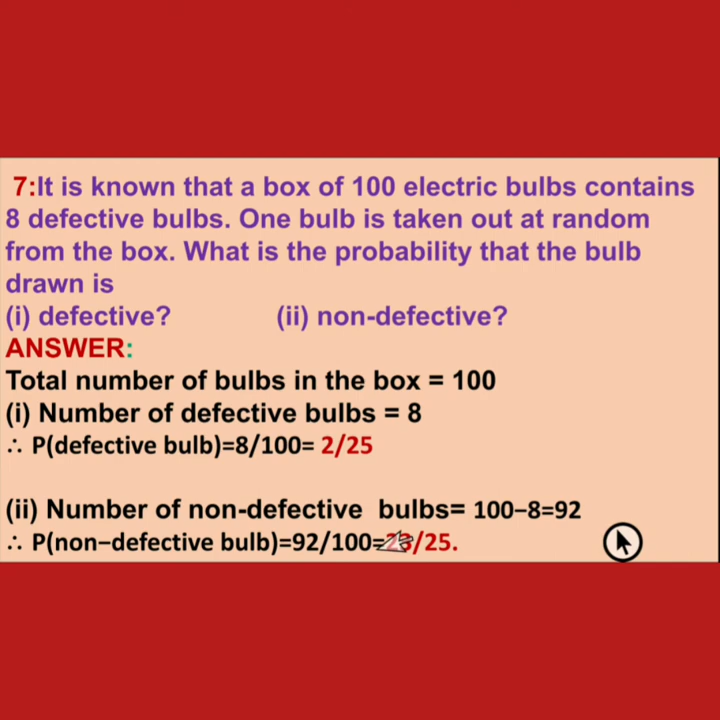 7:It is known that a box of 100 electric bulbs contains
8 defective bulbs. One bulb is taken out at random
from the box. What is the probability that the bulb
drawn is
(i) defective? (ii) non-defective?
ANSWER:
Total number of bulbs in the box = 100
(i) Number of defective bulbs = 8
∴ P(defective bulb)=8/100= 2/25
(ii) Number of non-defective bulbs= 100−8=92
∴ P(non−defective bulb)=92/100=23/25.